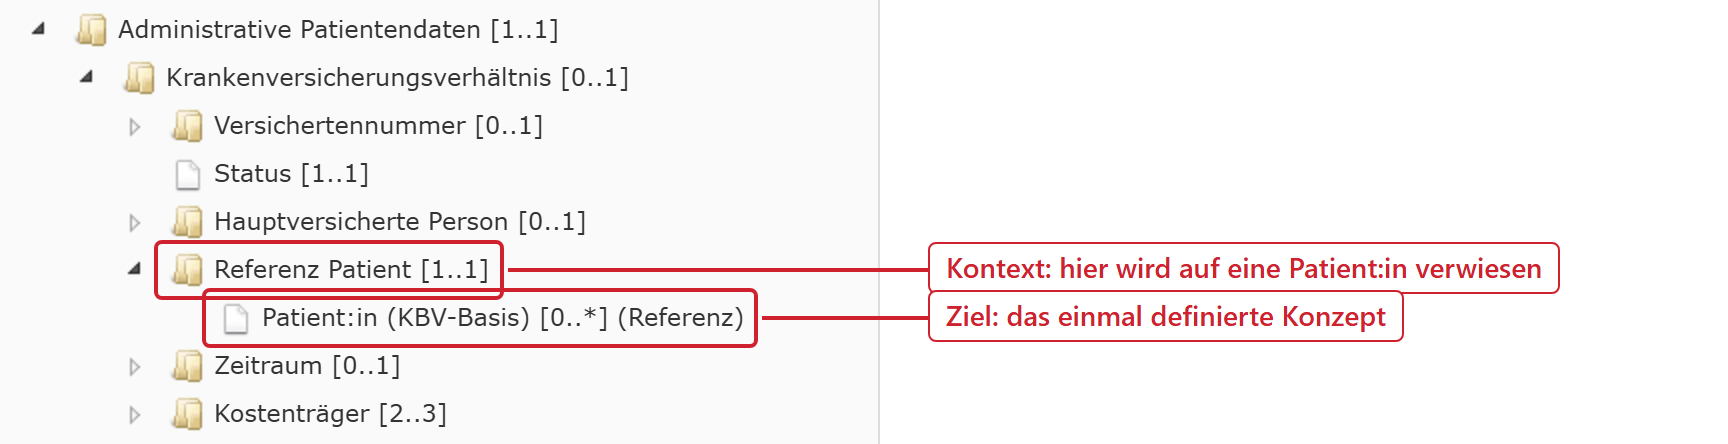 Administrative Patientendaten [1..1]
Krankenversicherungsverhältnis [0..1]
Versichertennummer [0..1]
Status [1..1]
Hauptversicherte Person [0..1]
Referenz Patient [1..1]
Kontext: hier wird auf eine Patient:in verwiesen
Patient:in (KBV-Basis) [0..*] (Referenz)
Ziel: das einmal definierte Konzept
Zeitraum [0..1]
Kostenträger [2..3]